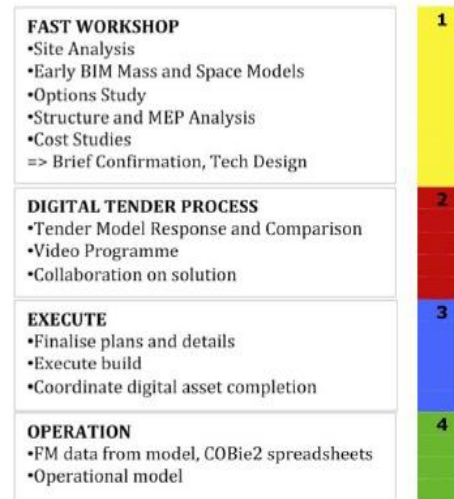 FAST WORKSHOP
•Site Analysis
•Early BIM Mass and Space Models
•Options Study
•Structure and MEP Analysis
•Cost Studies
=> Brief Confirmation, Tech Design
1
DIGITAL TENDER PROCESS
•Tender Model Response and Comparison
•Video Programme
•Collaboration on solution
2
EXECUTE
•Finalise plans and details
•Execute build
•Coordinate digital asset completion
3
OPERATION
•FM data from model, COBie2 spreadsheets
•Operational model
4